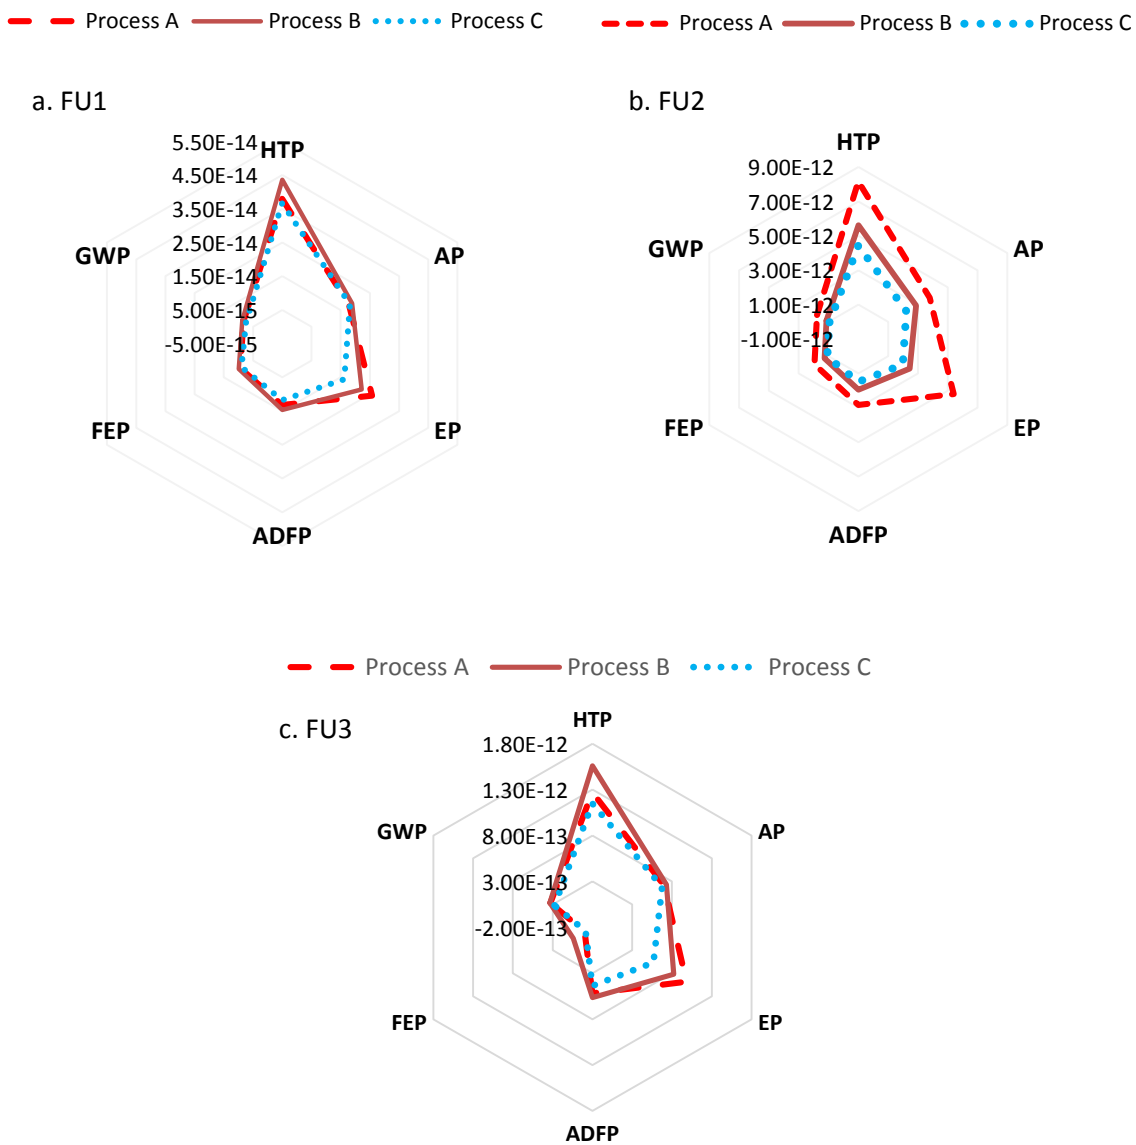 Process A Process B Process C
Process A Process B Process C
a. FU1
b. FU2
5.50E-14
HTP
4.50E-14
3.50E-14
2.50E-14
1.50E-14
5.00E-15
-5.00E-15
GWP
AP
FEP
EP
ADFP
HTP
9.00E-12
7.00E-12
5.00E-12
3.00E-12
1.00E-12
-1.00E-12
GWP
AP
FEP
EP
ADFP
Process A Process B Process C
c. FU3
HTP
1.80E-12
1.30E-12
8.00E-13
3.00E-13
-2.00E-13
GWP
AP
FEP
EP
ADFP